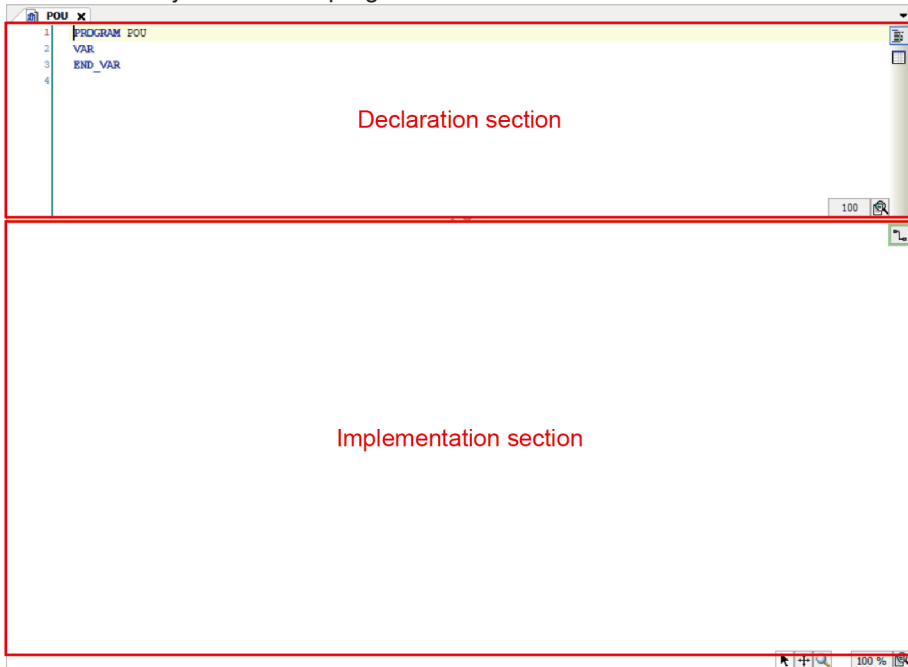 POU X
1 PROGRAM POU
2 VAR
3 END_VAR
4
Declaration section
100
Implementation section
100 %